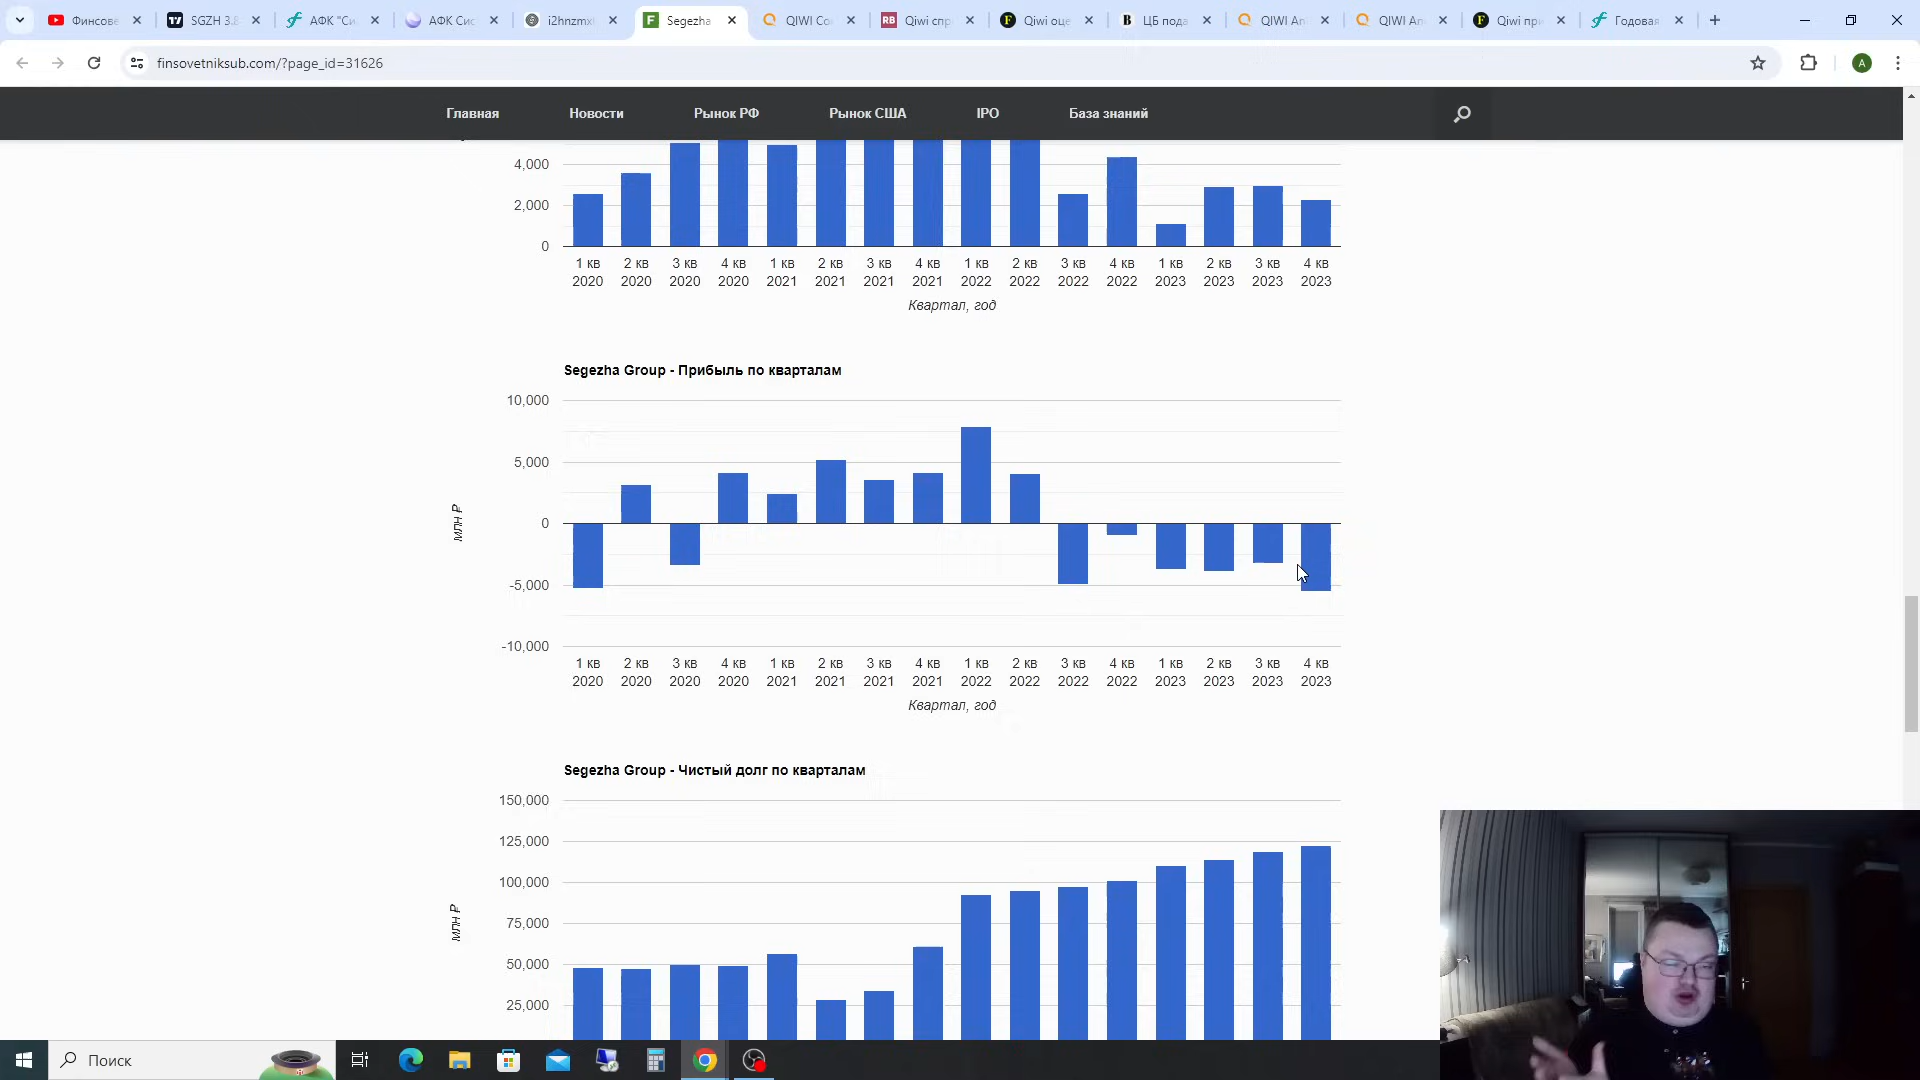 Финсове
SGZH 3.8
АФК "Си
АФК Сис
i2hnzmx
Segezha
QIWI Co
Qiwi спр
Qiwi оце
ЦБ пода
QIWI An
QIWI An
Qiwi при
Годовая
finsovetniksub.com/?page_id=31626
A
Главная
Новости
Рынок РФ
Рынок США
IPO
База знаний
4,000
2,000
0
1 кв 2 кв 3 кв 4 кв 1 кв 2 кв 3 кв 4 кв 1 кв 2 кв 3 кв 4 кв 1 кв 2 кв 3 кв 4 кв
2020 2020 2020 2020 2021 2021 2021 2021 2022 2022 2022 2022 2023 2023 2023 2023
Квартал, год
Segezha Group - Прибыль по кварталам
10,000
5,000
0
-5,000
-10,000
млн ₽
1 кв 2 кв 3 кв 4 кв 1 кв 2 кв 3 кв 4 кв 1 кв 2 кв 3 кв 4 кв 1 кв 2 кв 3 кв 4 кв
2020 2020 2020 2020 2021 2021 2021 2021 2022 2022 2022 2022 2023 2023 2023 2023
Квартал, год
Segezha Group - Чистый долг по кварталам
150,000
125,000
100,000
75,000
50,000
25,000
млн ₽
Поиск